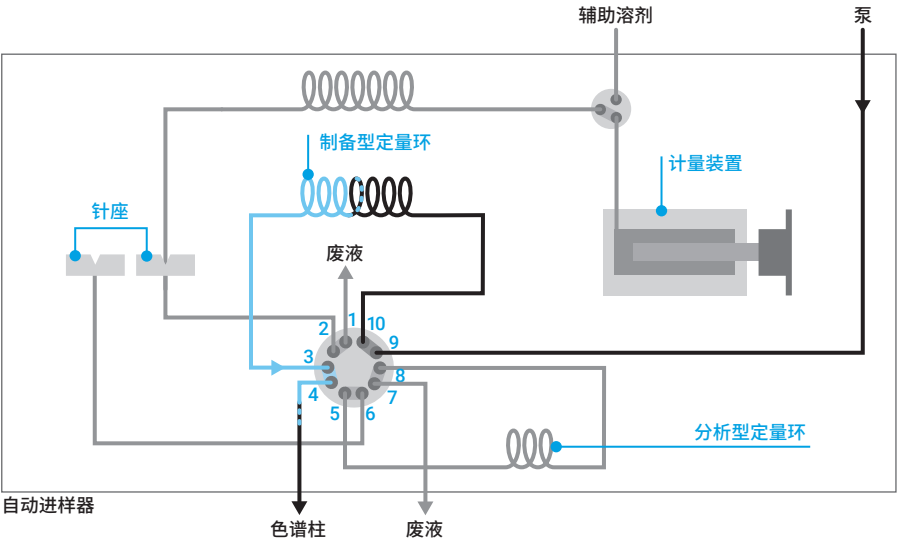 辅助溶剂
泵
制备型定量环
计量装置
针座
废液
1
10
2
9
3
8
4
7
5
6
分析型定量环
自动进样器
色谱柱
废液